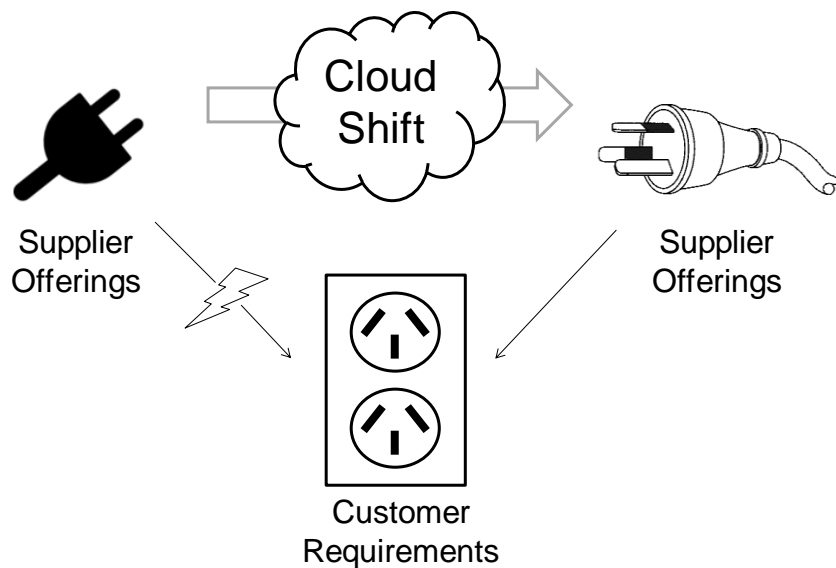 Cloud
Shift
Supplier
Offerings
Supplier
Offerings
Customer
Requirements